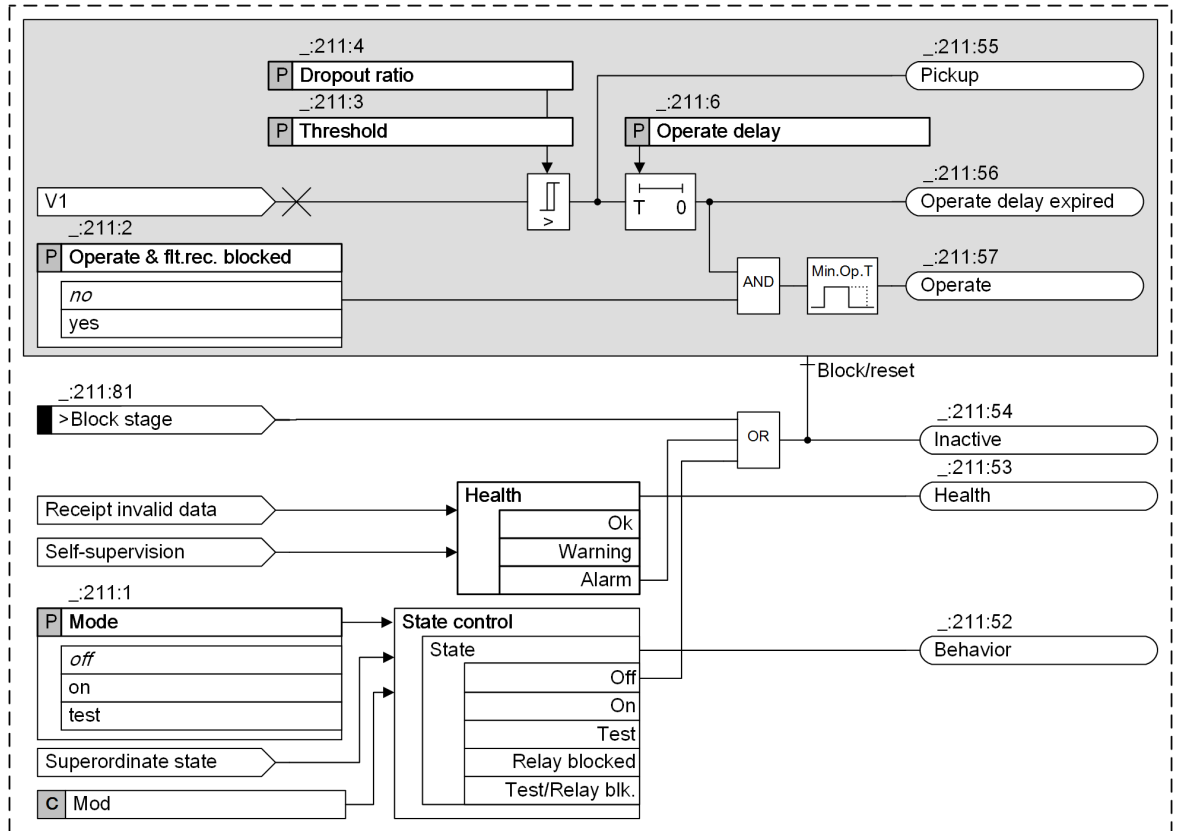 _:211:4
P Dropout ratio
_:211:3
P Threshold
_:211:55
Pickup
_:211:6
P Operate delay
V1
>
T 0
_:211:56
Operate delay expired
_:211:2
P Operate & flt.rec. blocked
no
yes
AND
Min.Op.T
_:211:57
Operate
Block/reset
_:211:81
>Block stage
OR
_:211:54
Inactive
_:211:53
Health
Receipt invalid data
Self-supervision
Health
Ok
Warning
Alarm
_:211:1
P Mode
off
on
test
Superordinate state
C Mod
State control
State
Off
On
Test
Relay blocked
Test/Relay blk.
_:211:52
Behavior